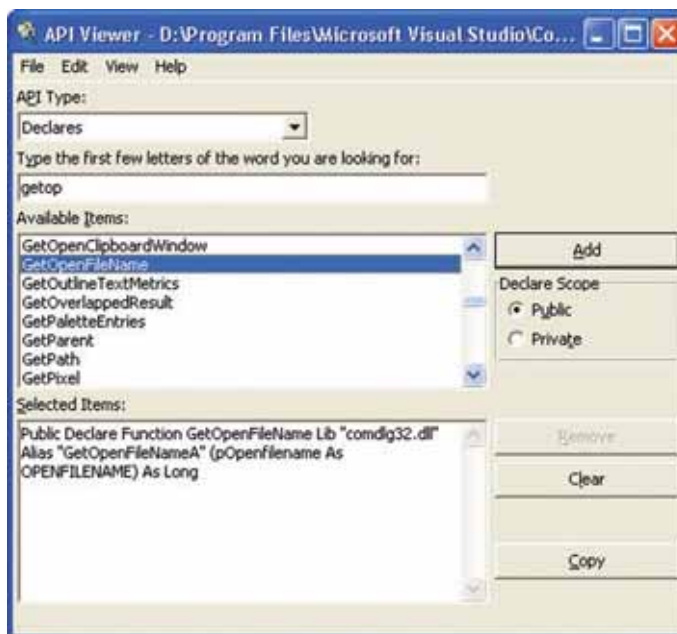 API Viewer - D:\Program Files\Microsoft Visual Studio\Co...
File Edit View Help
API Type:
Declares
Type the first few letters of the word you are looking for:
getop
Available Items:
GetOpenClipboardWindow
GetOpenFileName
GetOutlineTextMetrics
GetOverlappedResult
GetPaletteEntries
GetParent
GetPath
GetPixel
Add
Declare Scope
Public
Private
Selected Items:
Public Declare Function GetOpenFileName Lib "comdlg32.dll"
Alias "GetOpenFileNameA" (pOpenfilename As
OPENFILENAME) As Long
Remove
Clear
Copy